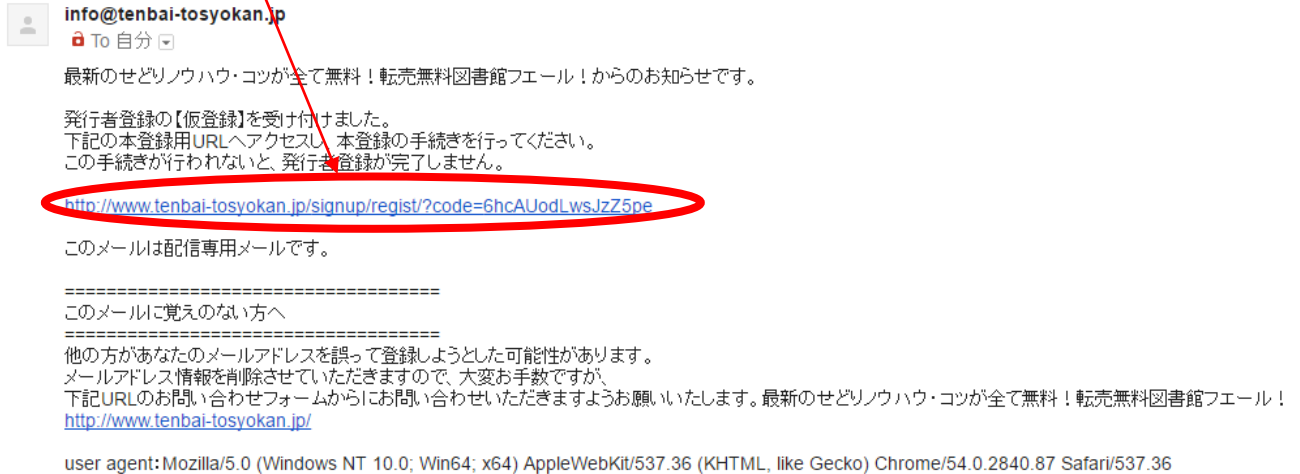 info@tenbai-tosyokan.jp
To 自分
最新のせどりノウハウ・コツが全て無料！転売無料図書館フエール！からのお知らせです。
発行者登録の【仮登録】を受け付けました。
下記の本登録用URLへアクセスし、本登録の手続きを行ってください。
この手続きが行われないと、発行者登録が完了しません。
http://www.tenbai-tosyokan.jp/signup/regist/?code=6hcAUodLwsJzZ5pe
このメールは配信専用メールです。
====================================
このメールに覚えのない方へ
====================================
他の方があなたのメールアドレスを誤って登録しようとした可能性があります。
メールアドレス情報を削除させていただきますので、大変お手数ですが、
下記URLのお問い合わせフォームからにお問い合わせいただきますようお願いいたします。最新のせどりノウハウ・コツが全て無料！転売無料図書館フエール！
http://www.tenbai-tosyokan.jp/
user agent：Mozilla/5.0 (Windows NT 10.0; Win64; x64) AppleWebKit/537.36 (KHTML, like Gecko) Chrome/54.0.2840.87 Safari/537.36